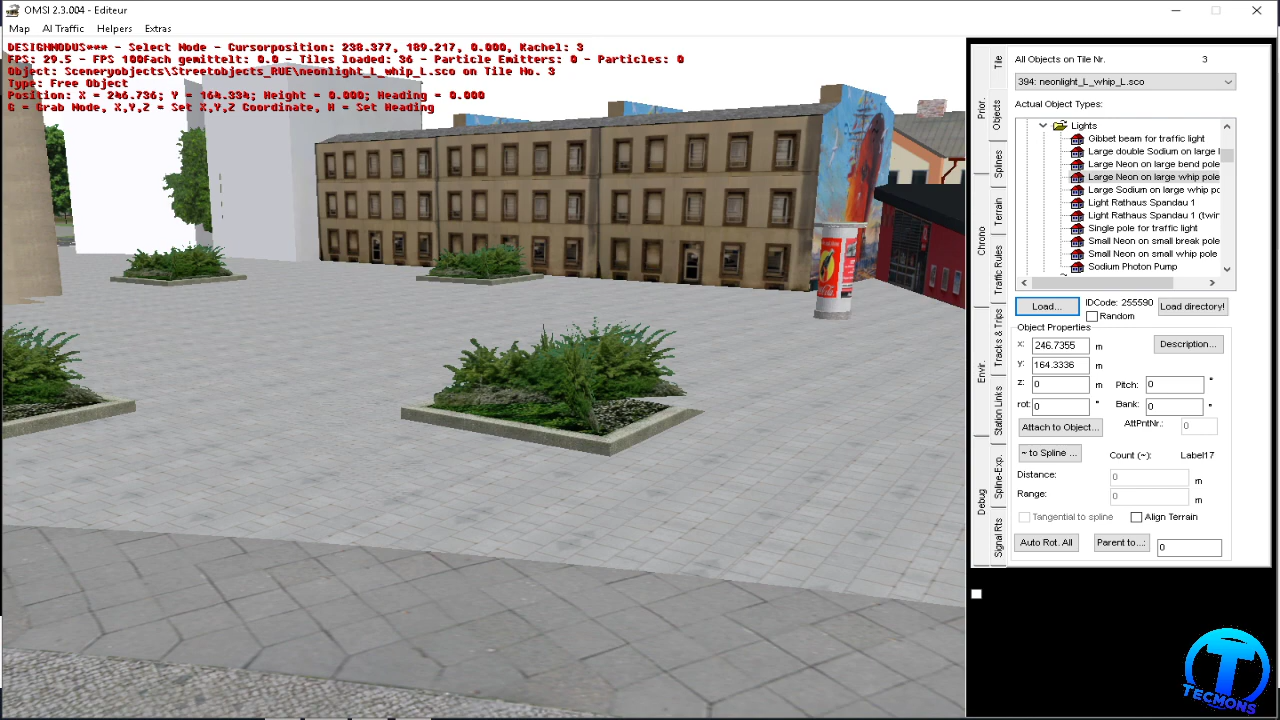 OMSI 2.3.004 - Editeur
Map AI Traffic Helpers Extras
DESIGNMODUS*** - Select Mode - Cursorposition: 238.377, 189.217, 0.000, Kachel: 3
FPS: 29.5 - FPS 100Fach gemittelt: 0.0 - Tiles loaded: 36 - Particle Emitters: 0 - Particles: 0
Object: Sceneryobjects\Streetobjects_RUE\neonlight_L_whip_L.sco on Tile No. 3
Type: Free Object
Position: X = 246.736; Y = 164.334; Height = 0.000; Heading = 0.000
G = Grab Mode, X,Y,Z = Set X,Y,Z Coordinate, H = Set Heading
Coca-Cola
Tile
Objects
Splines
Terrain
Traffic Rules
Tracks & Trips
Station Links
Spline-Exp.
Signal Rts
Priot.
Chrono
Envir.
Debug
All Objects on Tile Nr. 3
394: neonlight_L_whip_L.sco
Actual Object Types:
Lights
Gibbet beam for traffic light
Large double Sodium on large l
Large Neon on large bend pole
Large Neon on large whip pole
Large Sodium on large whip po
Light Rathaus Spandau 1
Light Rathaus Spandau 1 (twir
Single pole for traffic light
Small Neon on small break pole
Small Neon on small whip pole
Sodium Photon Pump
Load... IDCode: 255590 Load directory!
Random
Object Properties
x: 246.7355 m Description...
y: 164.3336 m
z: 0 m Pitch: 0 °
rot: 0 ° Bank: 0 °
Attach to Object... AttPntNr.: 0
~ to Spline ... Count (~): Label17
Distance: 0 m
Range: 0 m
Tangential to spline Align Terrain
Auto Rot. All Parent to...: 0
TECMONS